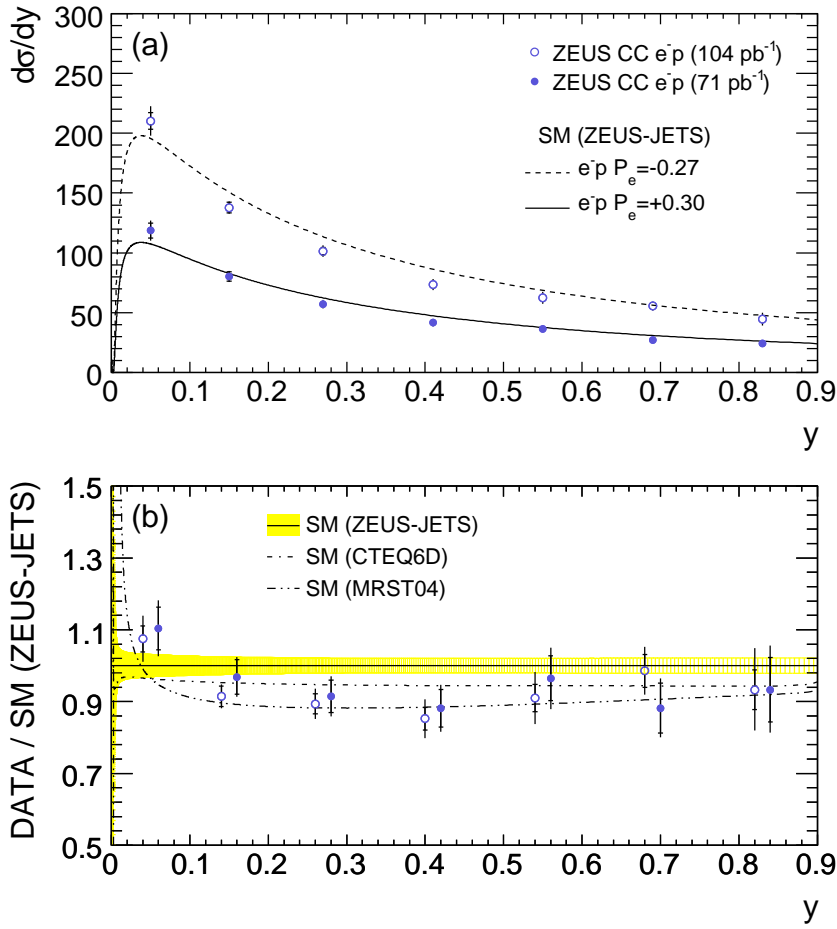 dσ/dy
(a)
300
250
200
150
100
50
0
ZEUS CC e⁻p (104 pb⁻¹)
ZEUS CC e⁻p (71 pb⁻¹)
SM (ZEUS-JETS)
e⁻p P_e=-0.27
e⁻p P_e=+0.30
0 0.1 0.2 0.3 0.4 0.5 0.6 0.7 0.8 0.9
y
DATA / SM (ZEUS-JETS)
(b)
1.5
1.3
1.1
0.9
0.7
0.5
SM (ZEUS-JETS)
SM (CTEQ6D)
SM (MRST04)
0 0.1 0.2 0.3 0.4 0.5 0.6 0.7 0.8 0.9
y